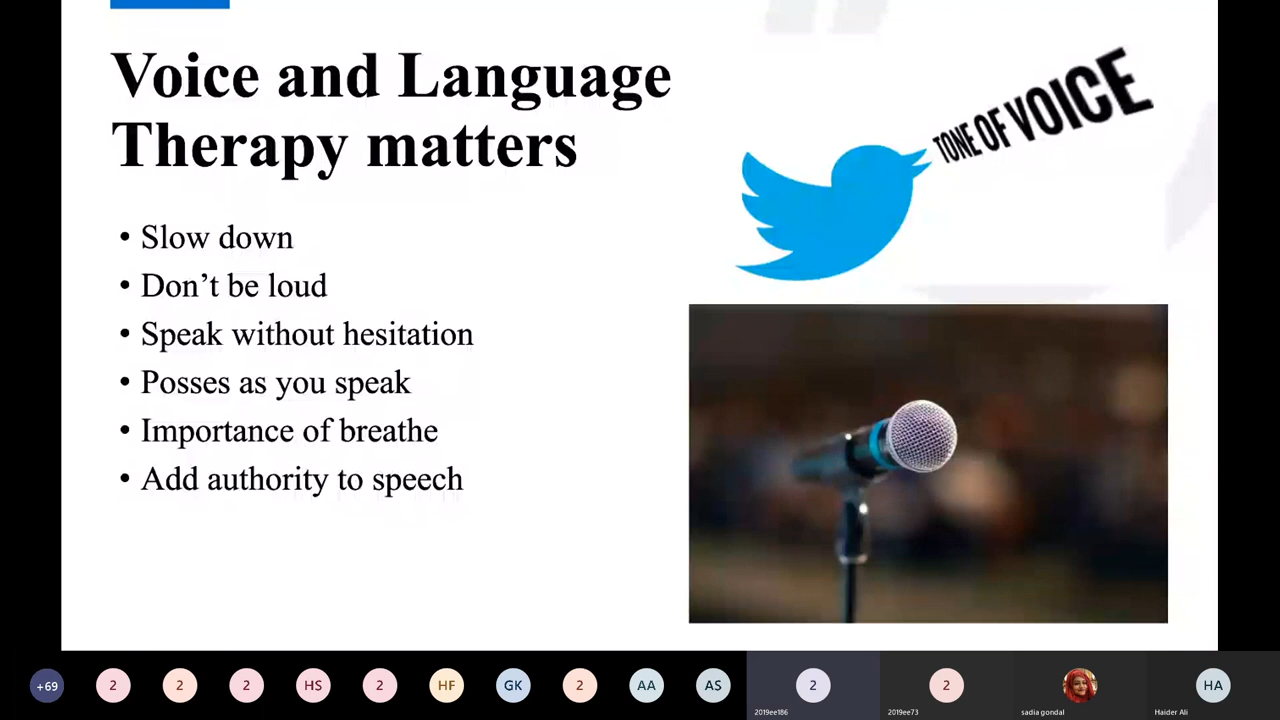 Voice and Language
Therapy matters
TONE OF VOICE
• Slow down
• Don’t be loud
• Speak without hesitation
• Posses as you speak
• Importance of breathe
• Add authority to speech
+69
2
2
2
HS
2
HF
GK
2
AA
AS
2
2
HA
2019ee186
2019ee73
sadia gondal
Haider Ali